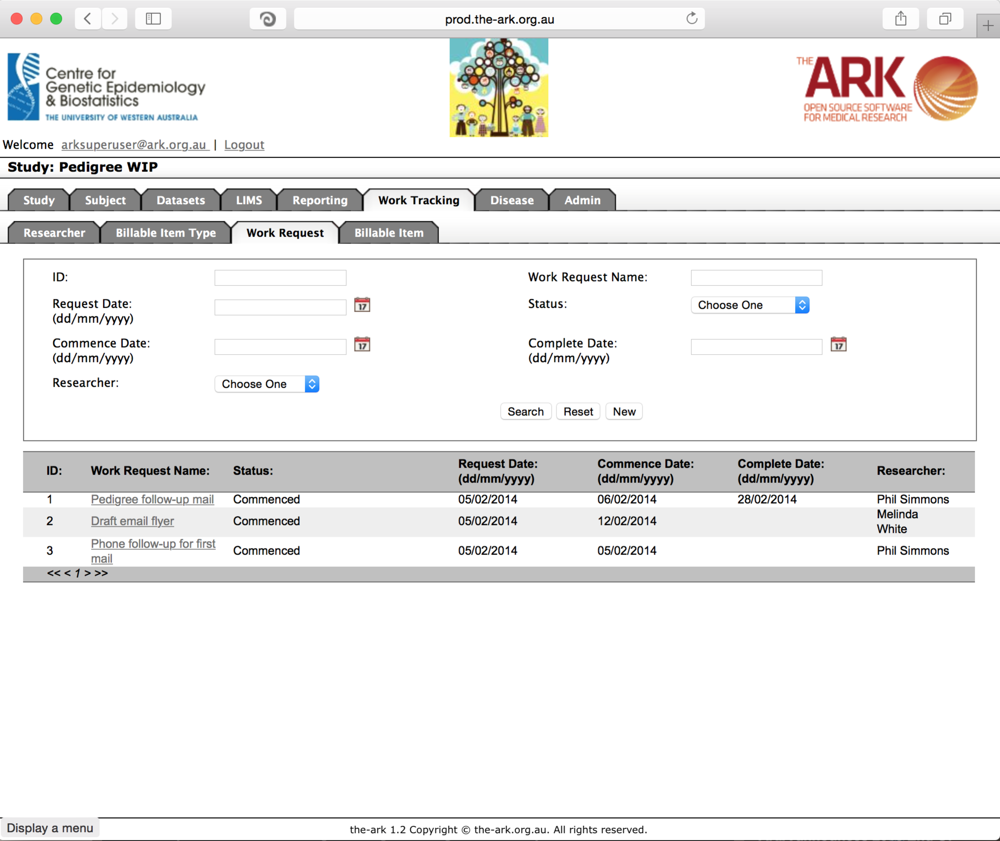 prod.the-ark.org.au
Centre for
Genetic Epidemiology
& Biostatistics
THE UNIVERSITY OF WESTERN AUSTRALIA
THE ARK
OPEN SOURCE SOFTWARE
FOR MEDICAL RESEARCH
Welcome arksuperuser@ark.org.au | Logout
Study: Pedigree WIP
Study Subject Datasets LIMS Reporting Work Tracking Disease Admin
Researcher Billable Item Type Work Request Billable Item
ID: Work Request Name:
Request Date: 17 Status: Choose One
(dd/mm/yyyy)
Commence Date: 17 Complete Date: 17
(dd/mm/yyyy) (dd/mm/yyyy)
Researcher: Choose One
Search Reset New
ID: Work Request Name: Status: Request Date: (dd/mm/yyyy) Commence Date: (dd/mm/yyyy) Complete Date: (dd/mm/yyyy) Researcher:
1 Pedigree follow-up mail Commenced 05/02/2014 06/02/2014 28/02/2014 Phil Simmons
2 Draft email flyer Commenced 05/02/2014 12/02/2014 Melinda White
3 Phone follow-up for first mail Commenced 05/02/2014 05/02/2014 Phil Simmons
<< < 1 > >>
Display a menu
the-ark 1.2 Copyright © the-ark.org.au. All rights reserved.